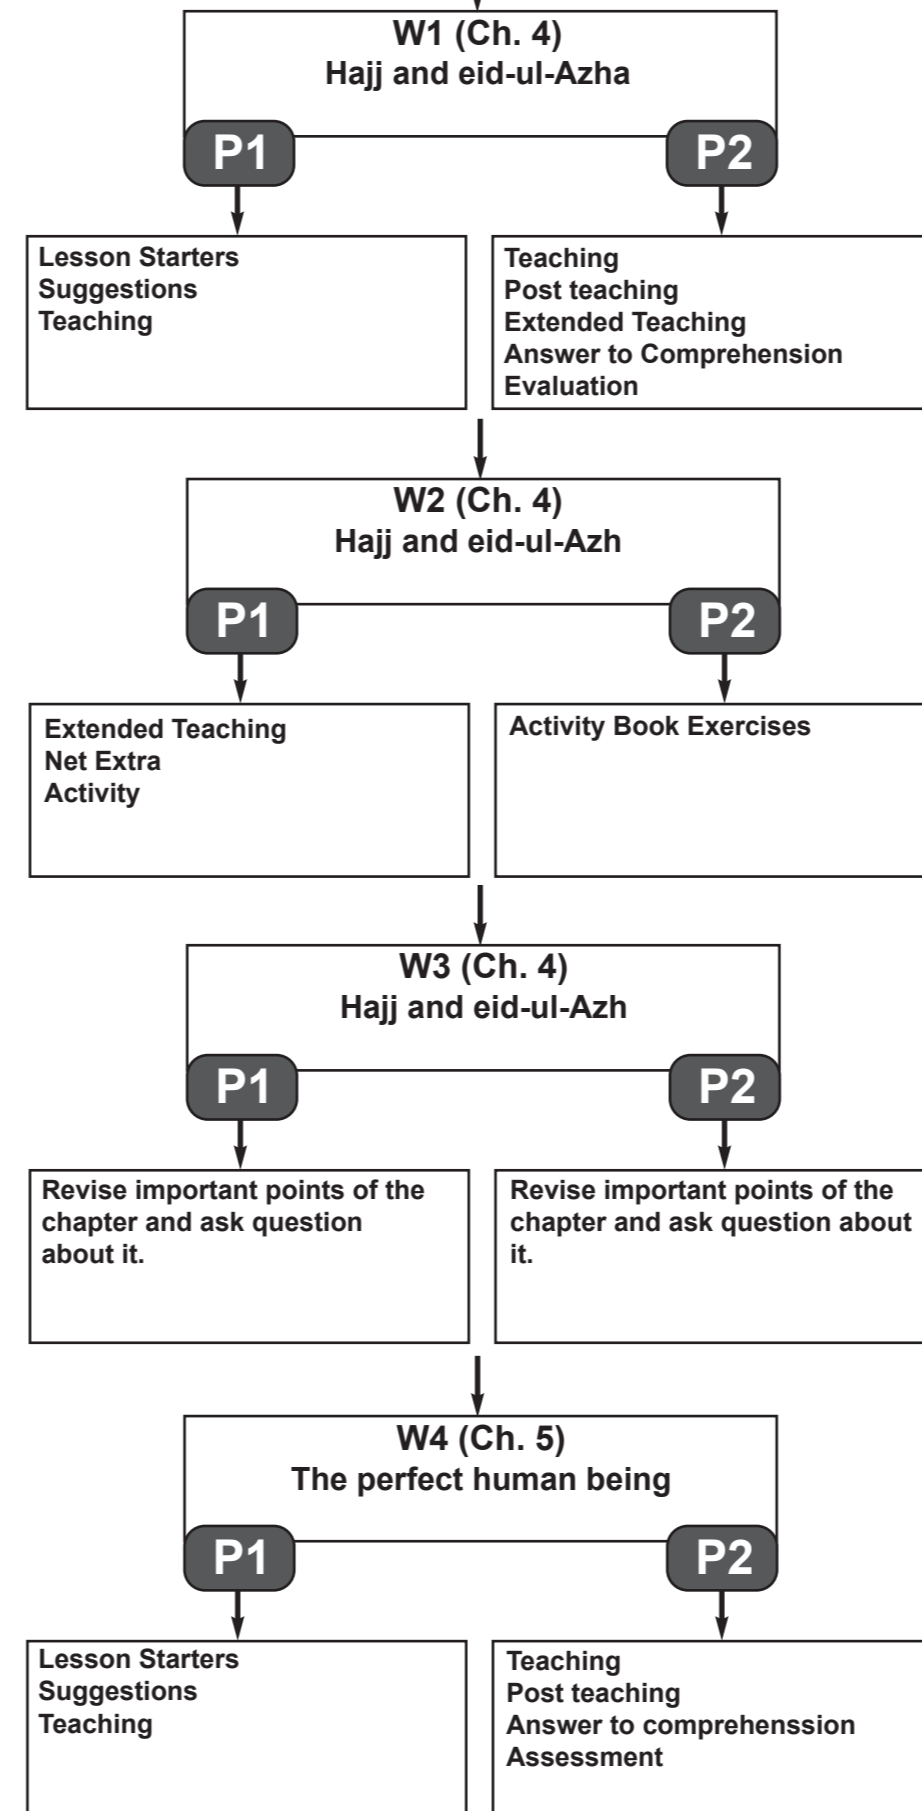 W1 (Ch. 4)
Hajj and eid-ul-Azha
P1
P2
Lesson Starters
Suggestions
Teaching
Teaching
Post teaching
Extended Teaching
Answer to Comprehension
Evaluation
W2 (Ch. 4)
Hajj and eid-ul-Azh
P1
P2
Extended Teaching
Net Extra
Activity
Activity Book Exercises
W3 (Ch. 4)
Hajj and eid-ul-Azh
P1
P2
Revise important points of the
chapter and ask question
about it.
Revise important points of the
chapter and ask question about
it.
W4 (Ch. 5)
The perfect human being
P1
P2
Lesson Starters
Suggestions
Teaching
Teaching
Post teaching
Answer to comprehenssion
Assessment